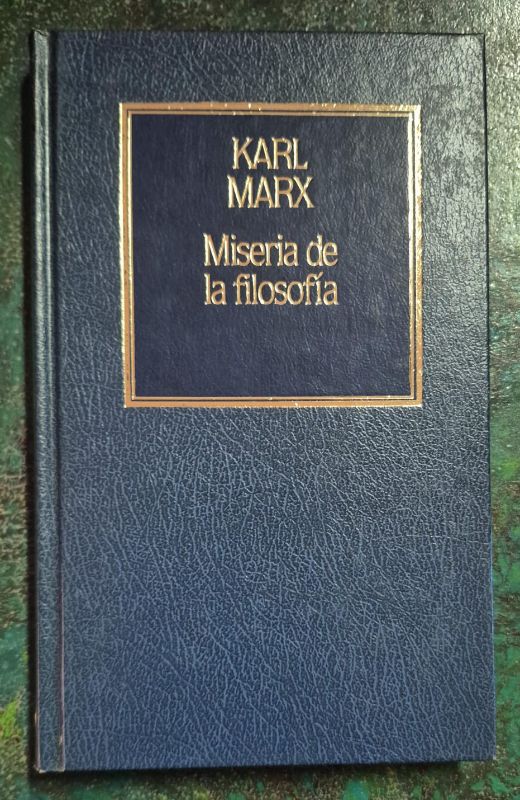 KARL
MARX
Miseria de
la filosofía